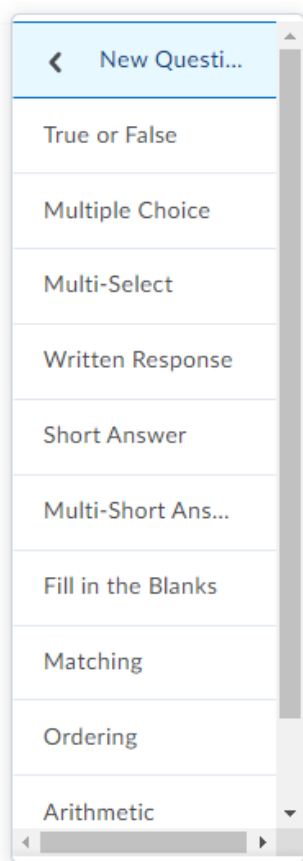 New Questi...
True or False
Multiple Choice
Multi-Select
Written Response
Short Answer
Multi-Short Ans...
Fill in the Blanks
Matching
Ordering
Arithmetic